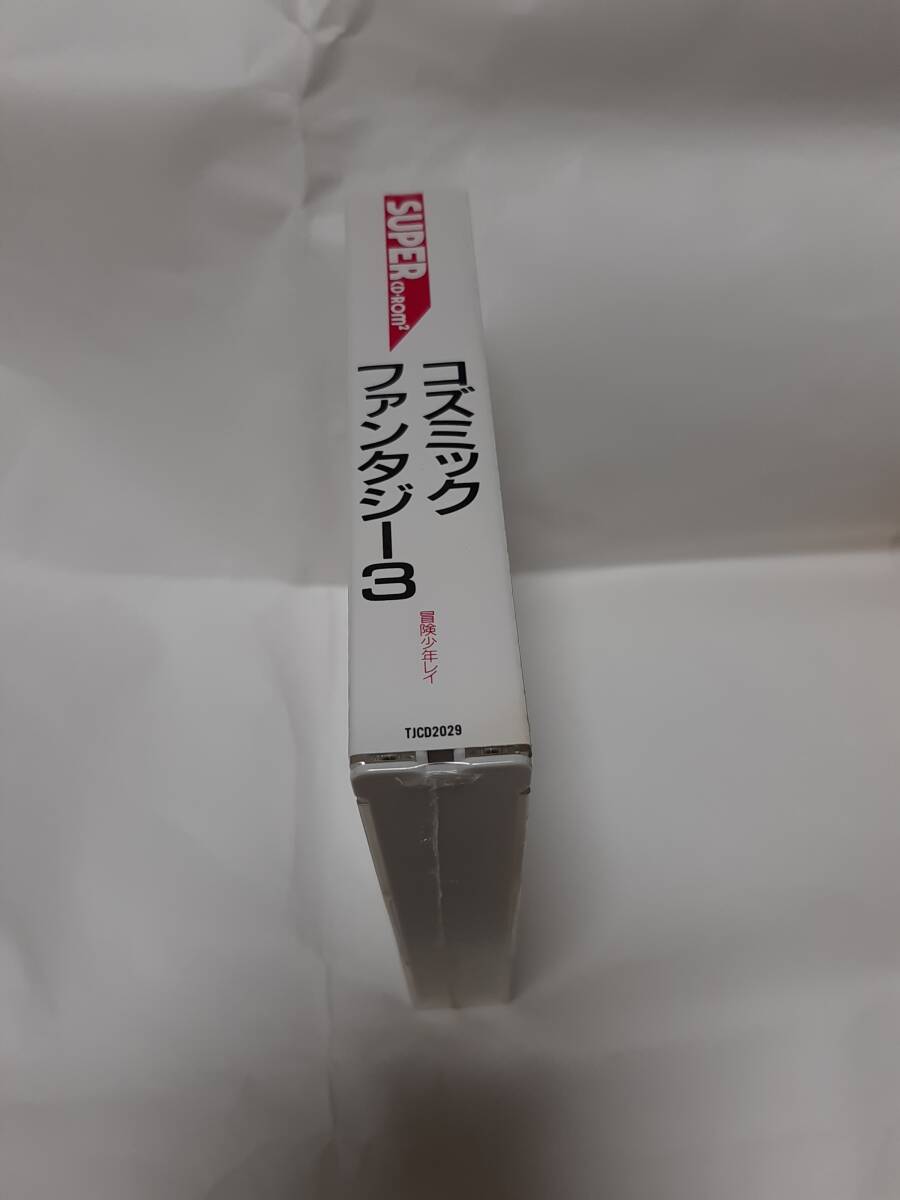 SUPER
CD・ROM²
コズミック
ファンタジー3
冒険少年レイ
TJCD2029